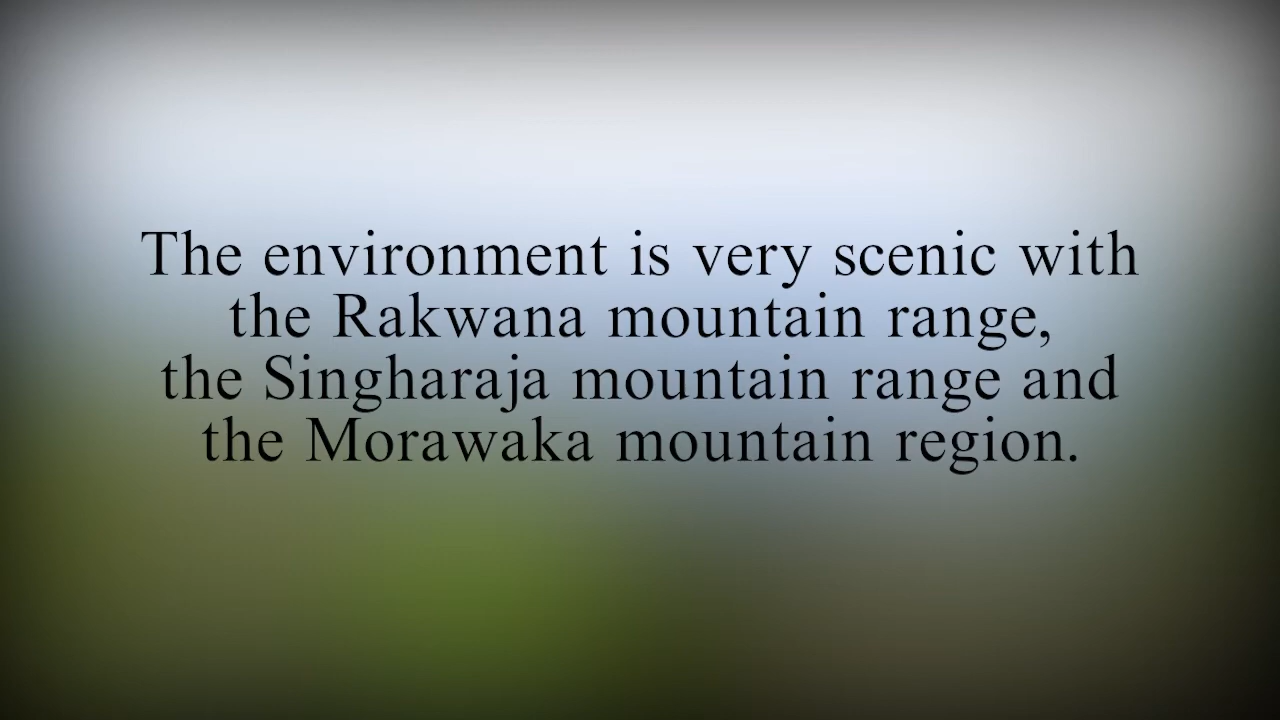 The environment is very scenic with
the Rakwana mountain range,
the Singharaja mountain range and
the Morawaka mountain region.